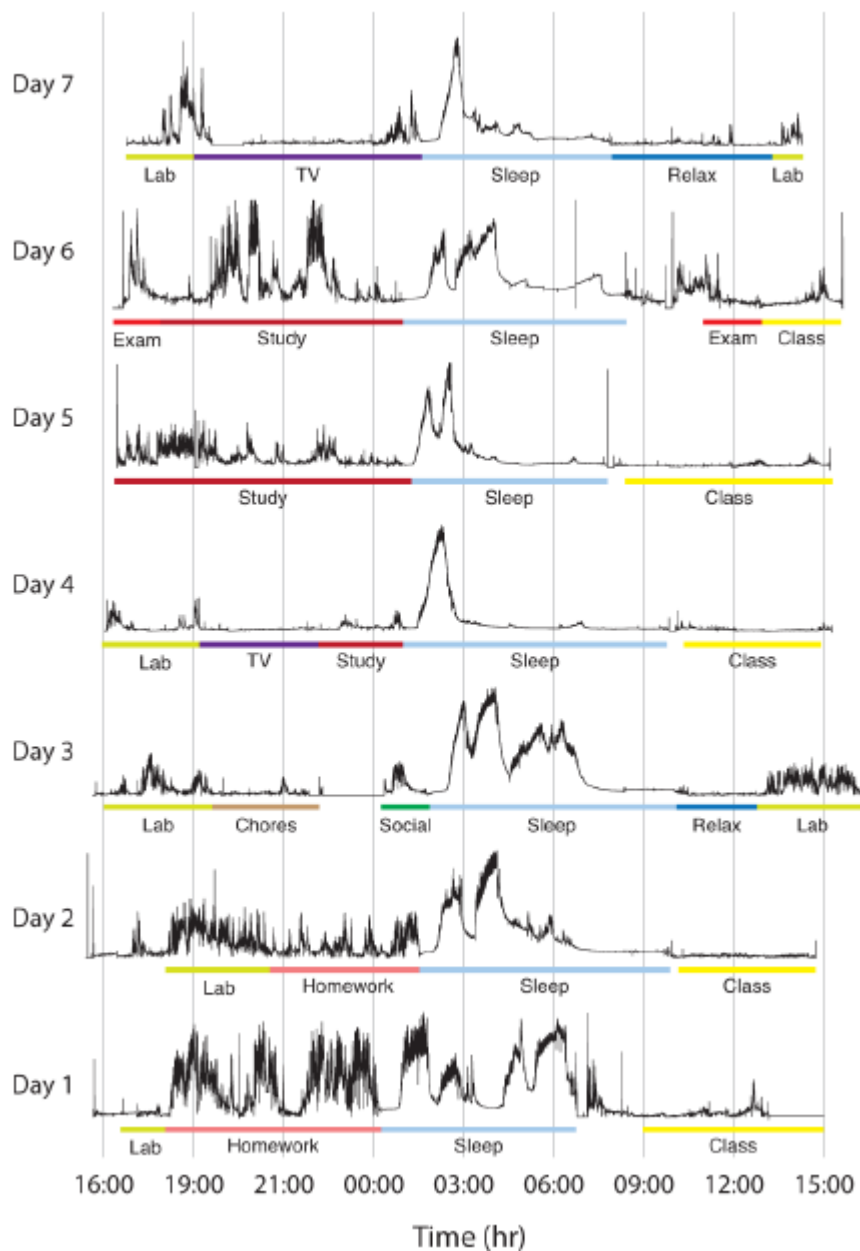 Day 7
Lab TV Sleep Relax Lab
Day 6
Exam Study Sleep Exam Class
Day 5
Study Sleep Class
Day 4
Lab TV Study Sleep Class
Day 3
Lab Chores Social Sleep Relax Lab
Day 2
Lab Homework Sleep Class
Day 1
Lab Homework Sleep Class
16:00 19:00 21:00 00:00 03:00 06:00 09:00 12:00 15:00
Time (hr)